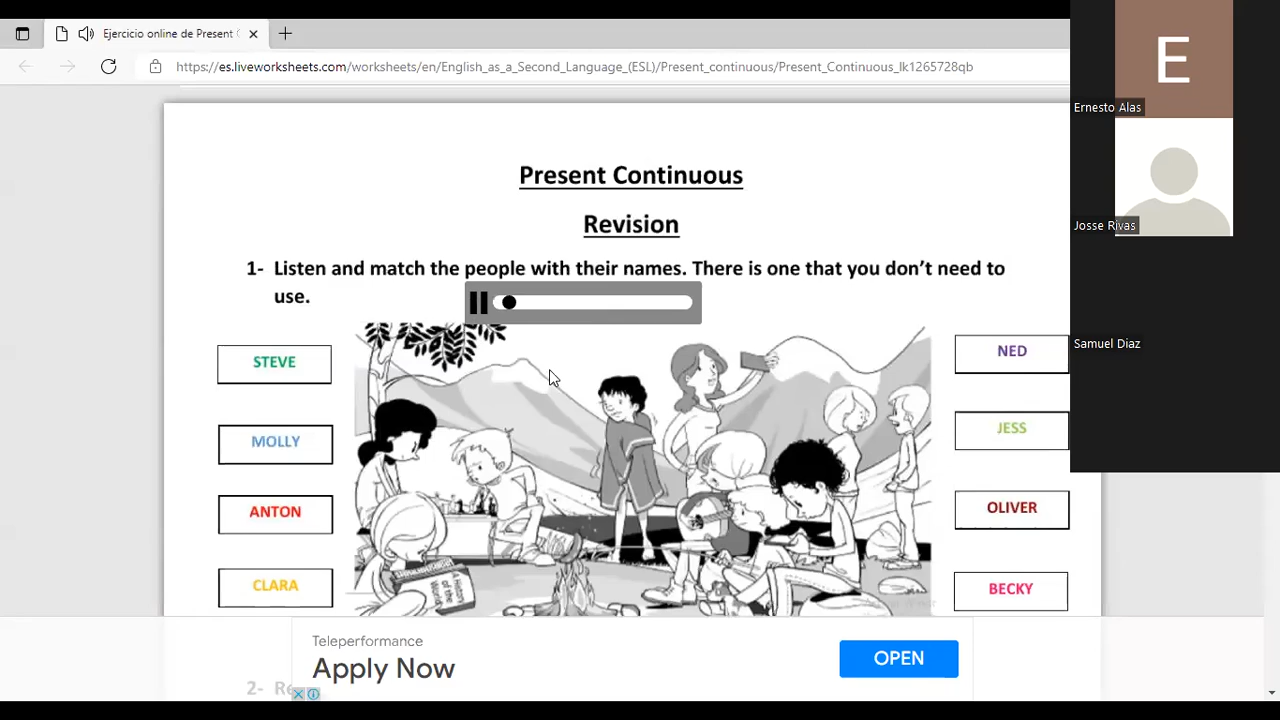 Ejercicio online de Present C
https://es.liveworksheets.com/worksheets/en/English_as_a_Second_Language_(ESL)/Present_continuous/Present_Continuous_lk1265728qb
E
Ernesto Alas
Josse Rivas
Samuel Diaz
Present Continuous
Revision
1- Listen and match the people with their names. There is one that you don't need to
use.
STEVE
MOLLY
ANTON
CLARA
NED
JESS
OLIVER
BECKY
Teleperformance
Apply Now
OPEN
2- Re